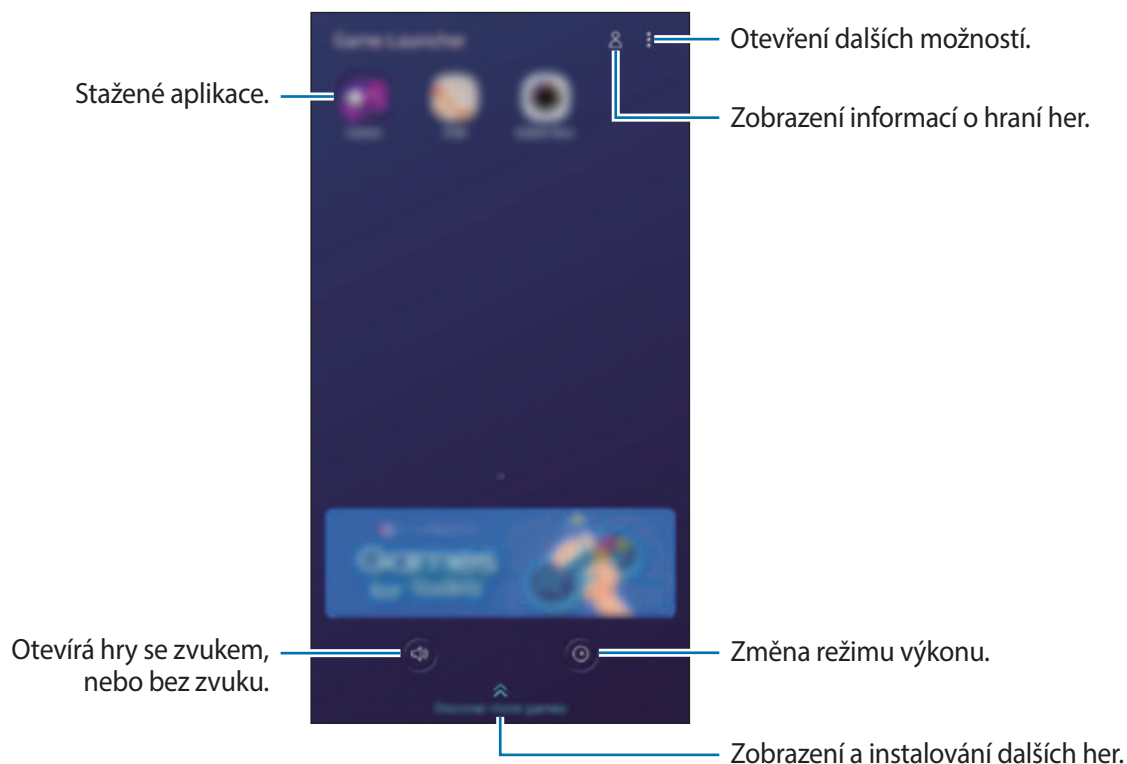 Game Launcher
Otevření dalších možností.
Stažené aplikace.
Zobrazení informací o hraní her.
Games
Otevírá hry se zvukem,
nebo bez zvuku.
Změna režimu výkonu.
Discover more games
Zobrazení a instalování dalších her.